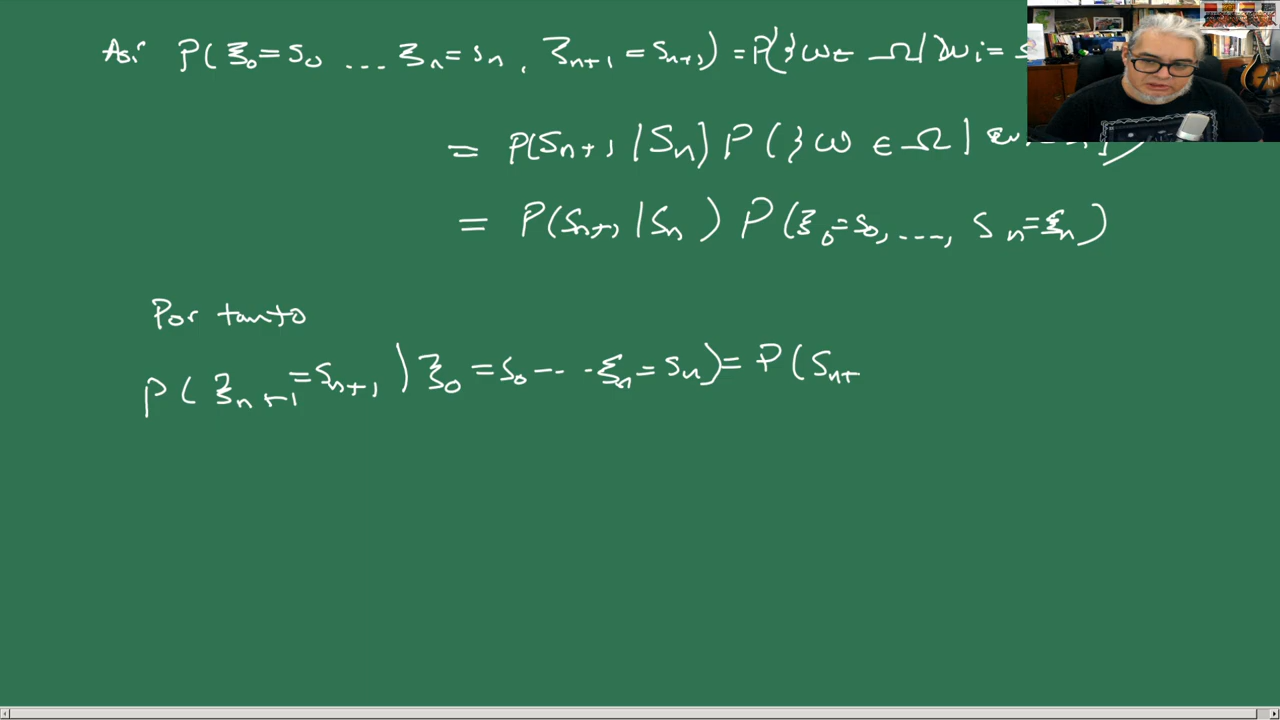 Así P(ξ₀=s₀ ... ξₙ=sₙ, ξₙ₊₁=sₙ₊₁) = P({ω∈Ω | ωᵢ= s
= P(sₙ₊₁|sₙ) P({ω ∈ Ω |
= P(sₙ₊₁|sₙ) P(ξ₀=s₀, ..., sₙ=ξₙ)
Por tanto
P(ξₙ₊₁=sₙ₊₁) ξ₀=s₀-...ξₙ=sₙ)= P(sₙ₊